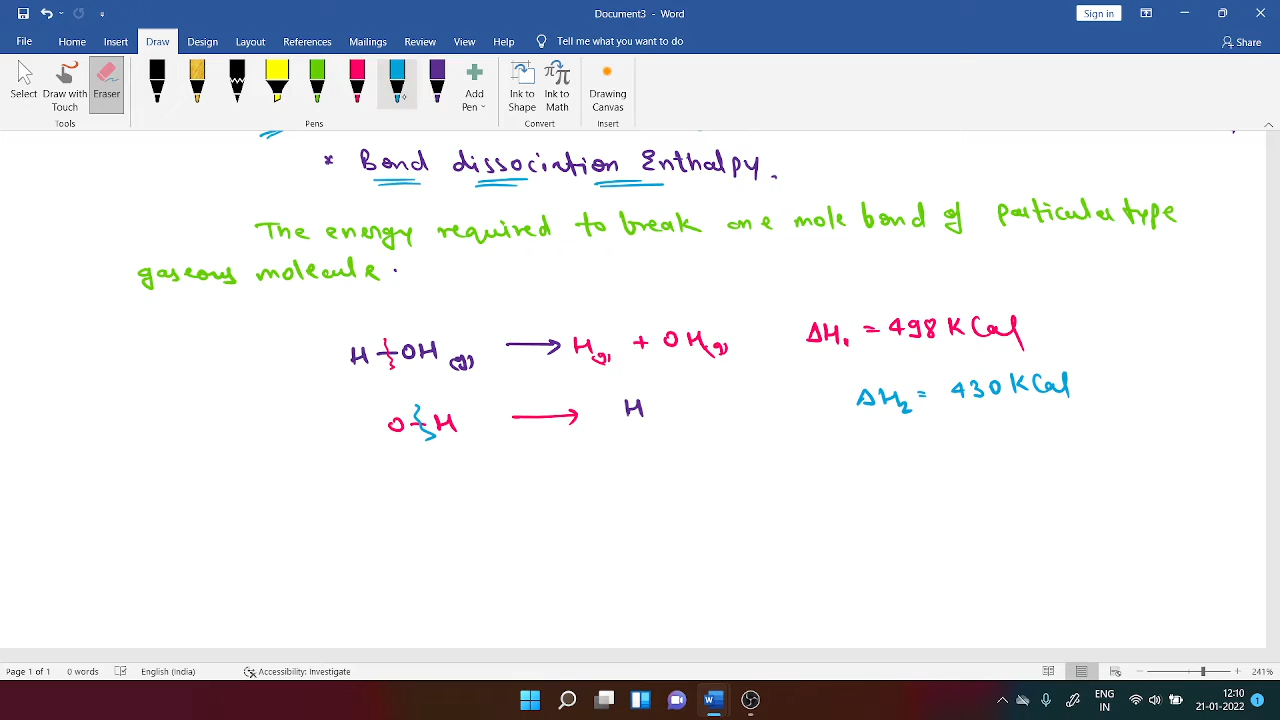 Document3 - Word
Sign in
File Home Insert Draw Design Layout References Mailings Review View Help Tell me what you want to do Share
Select Draw with Touch Eraser Add Pen Ink to Shape Ink to Math Drawing Canvas
Tools Pens Convert Insert
* Bond dissociation Enthalpy.
The energy required to break one mole bond of particular type
gaseous molecule.
H-OH (g) → H(g) + OH(g) ΔH₁ = 498 KCal
O-H → H ΔH₂ = 430 KCal
Page 1 of 1 0 words English (India) Accessibility: Investigate 241%
ENG 12:10
IN 21-01-2022 1